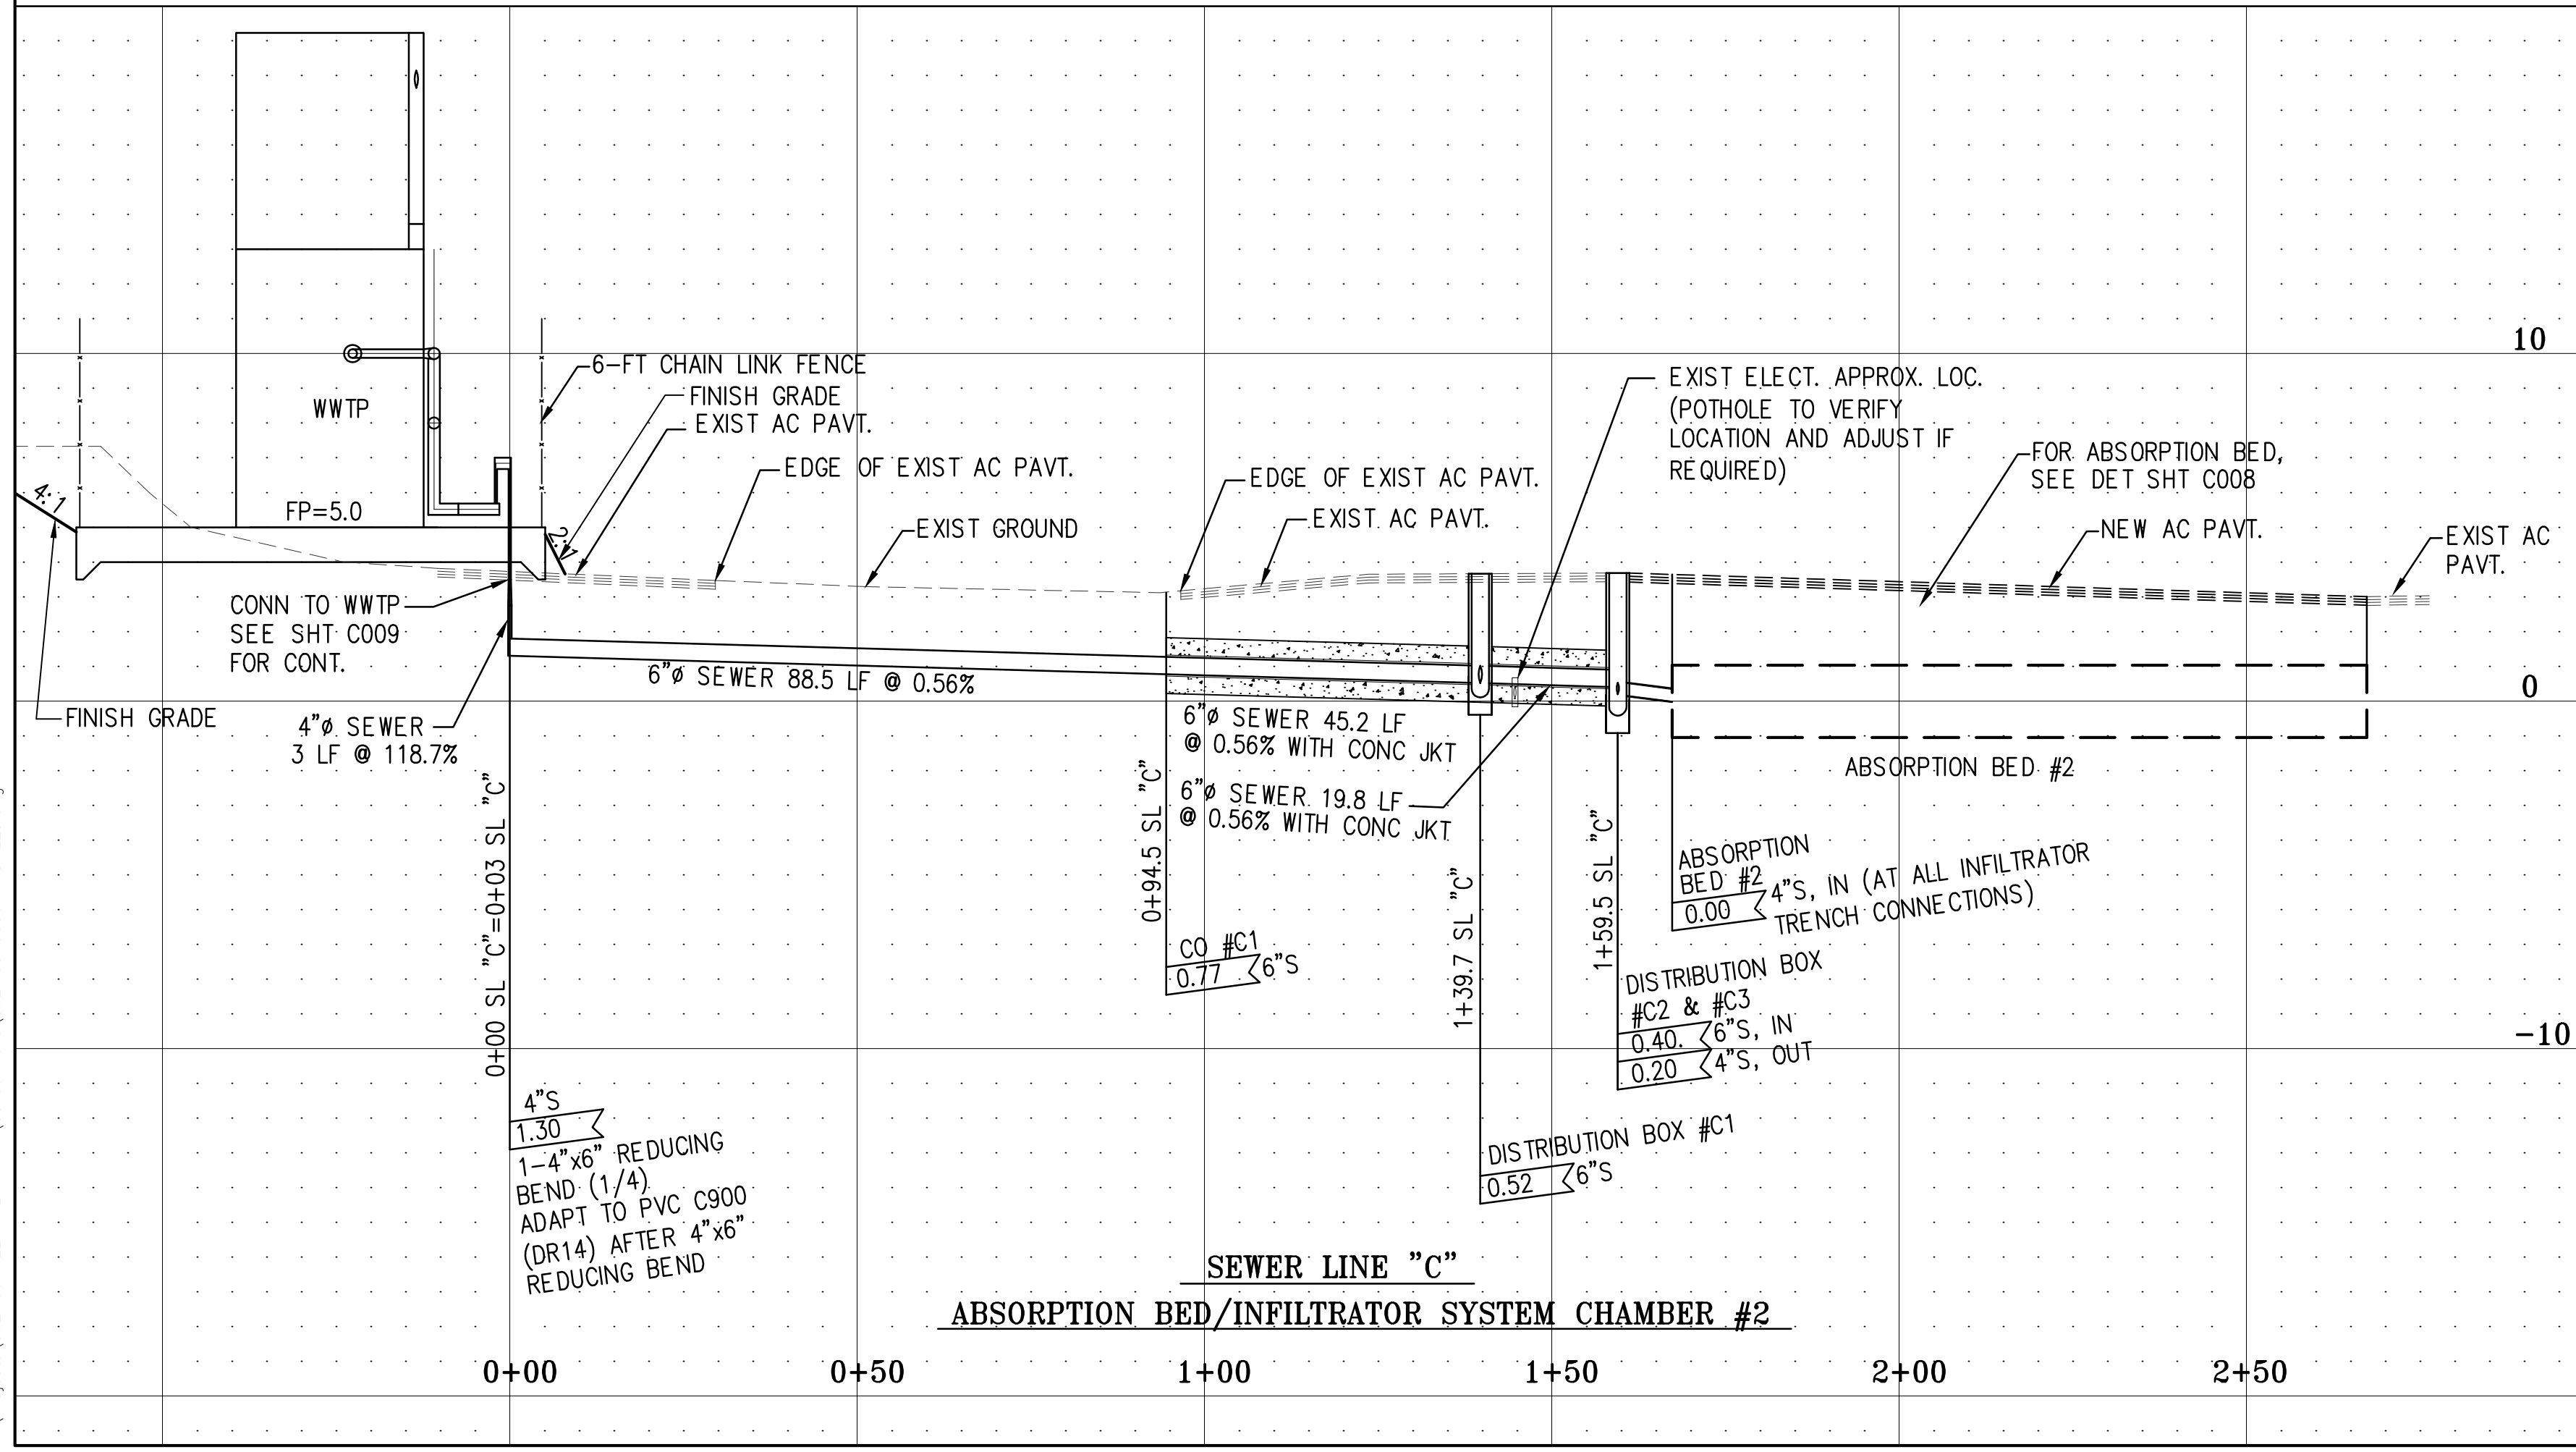 10
6-FT CHAIN LINK FENCE
FINISH GRADE
EXIST AC PAVT.
EXIST ELECT. APPROX. LOC.
(POTHOLE TO VERIFY
LOCATION AND ADJUST IF
REQUIRED)
WWTP
EDGE OF EXIST AC PAVT.
EDGE OF EXIST AC PAVT.
FOR ABSORPTION BED,
SEE DET SHT C008
4:1
FP=5.0
2:1
EXIST GROUND
EXIST AC PAVT.
NEW AC PAVT.
EXIST AC
PAVT.
CONN TO WWTP
SEE SHT C009
FOR CONT.
6"ø SEWER 88.5 LF @ 0.56%
0
FINISH GRADE
4"ø SEWER
3 LF @ 118.7%
6"ø SEWER 45.2 LF
@ 0.56% WITH CONC JKT
6"ø SEWER 19.8 LF
@ 0.56% WITH CONC JKT
ABSORPTION BED #2
0+00 SL "C"=0+03 SL "C"
0+94.5 SL "C"
1+39.7 SL "C"
1+59.5 SL "C"
ABSORPTION
BED #2
0.00 4"S, IN (AT ALL INFILTRATOR
TRENCH CONNECTIONS)
CO #C1
0.77 6"S
DISTRIBUTION BOX
#C2 & #C3
0.40. 6"S, IN
0.20 4"S, OUT
-10
4"S
1.30
1-4"x6" REDUCING
BEND (1/4)
ADAPT TO PVC C900
(DR14) AFTER 4"x6"
REDUCING BEND
DISTRIBUTION BOX #C1
0.52 6"S
SEWER LINE "C"
ABSORPTION BED/INFILTRATOR SYSTEM CHAMBER #2
0+00 0+50 1+00 1+50 2+00 2+50